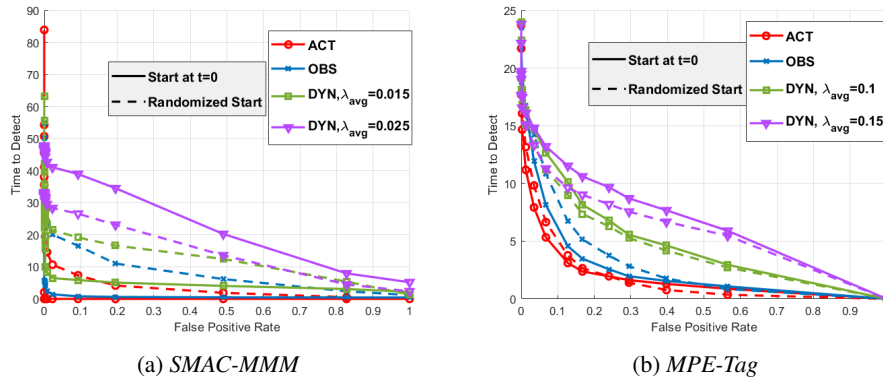 90
80
70
60
50
40
30
20
10
0
Time to Detect
0 0.1 0.2 0.3 0.4 0.5 0.6 0.7 0.8 0.9 1
False Positive Rate
Start at t=0
Randomized Start
ACT
OBS
DYN,λavg=0.015
DYN,λavg=0.025
(a) SMAC-MMM
25
20
15
10
5
0
Time to Detect
0 0.1 0.2 0.3 0.4 0.5 0.6 0.7 0.8 0.9
False Positive Rate
Start at t=0
Randomized Start
ACT
OBS
DYN, λavg=0.1
DYN, λavg=0.15
(b) MPE-Tag